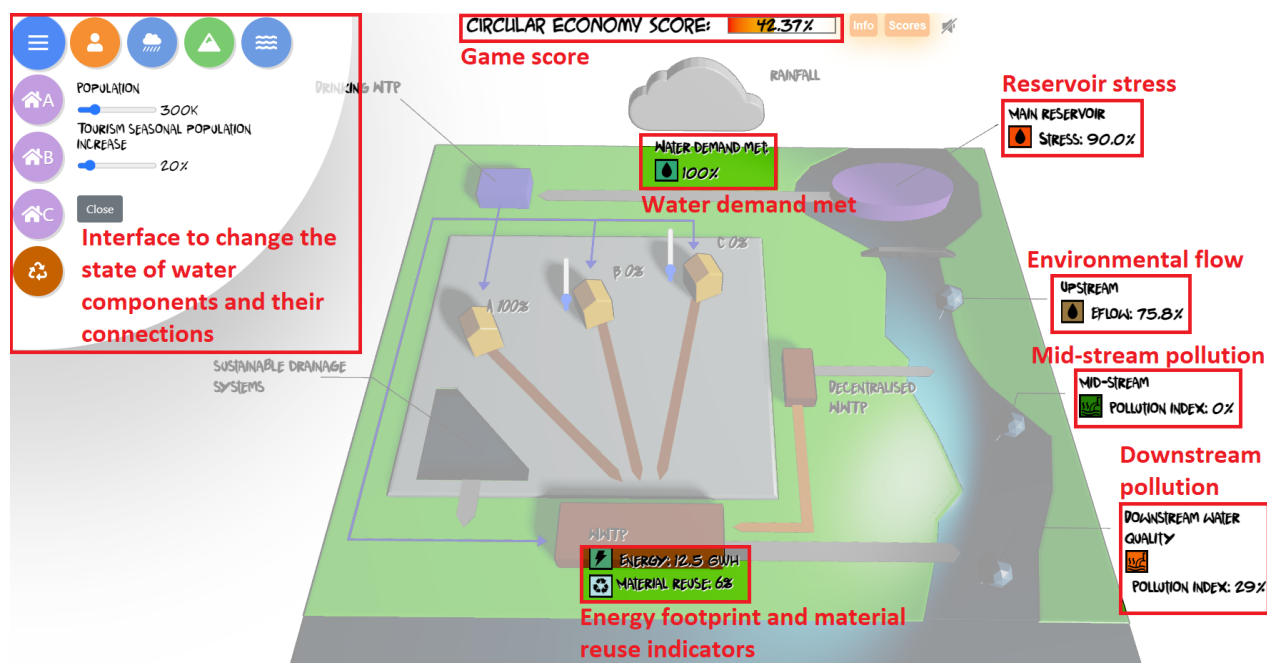 CIRCULAR ECONOMY SCORE: 42.37%
Info
Scores
Game score
A
B
C
POPULATION
300K
TOURISM SEASONAL POPULATION
INCREASE
20%
Close
Interface to change the
state of water
components and their
connections
DRINKING WTP
RAINFALL
WATER DEMAND MET:
100%
Water demand met
Reservoir stress
MAIN RESERVOIR
STRESS: 90.0%
Environmental flow
UPSTREAM
EFLOW: 75.8%
Mid-stream pollution
MID-STREAM
POLLUTION INDEX: 0%
Downstream
pollution
DOWNSTREAM WATER
QUALITY
POLLUTION INDEX: 29%
A 100%
B 0%
C 0%
SUSTAINABLE DRAINAGE
SYSTEMS
DECENTRALISED
WWTP
WWTP
ENERGY: 12.5 GWH
MATERIAL REUSE: 6%
Energy footprint and material
reuse indicators